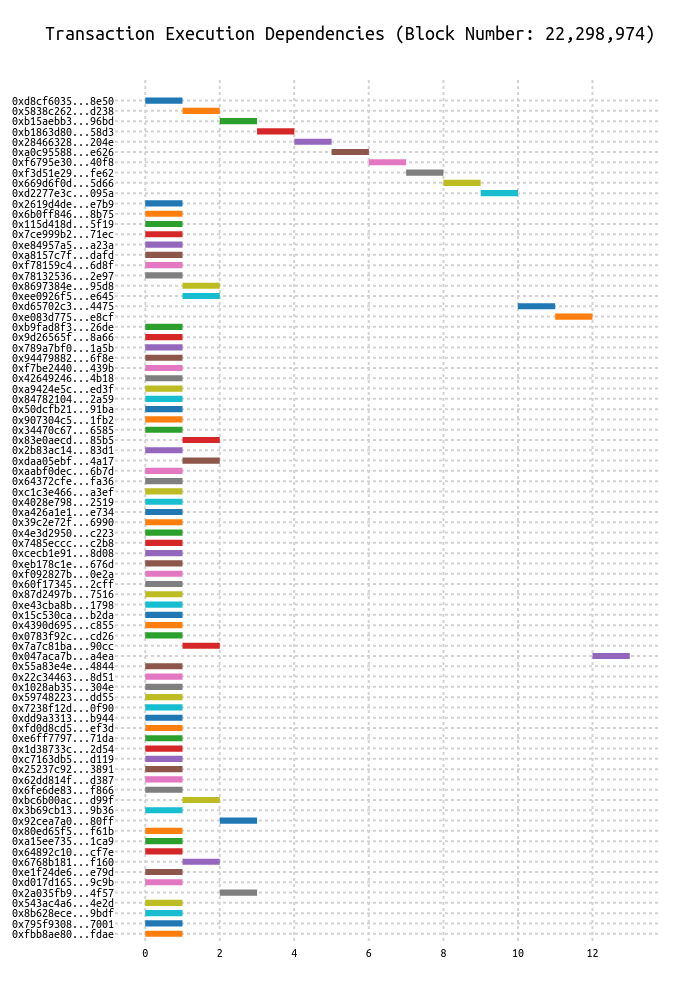 Transaction Execution Dependencies (Block Number: 22,298,974)
0xd8cf6035...8e50
0x5838c262...d238
0xb15aebb3...96bd
0xb1863d80...58d3
0x28466328...204e
0xa0c95588...e626
0xf6795e30...40f8
0xf3d51e29...fe62
0x669d6f0d...5d66
0xd2277e3c...095a
0x2619d4de...e7b9
0x6b0ff846...8b75
0x115d418d...5f19
0x7ce999b2...71ec
0xe84957a5...a23a
0xa8157c7f...dafd
0xf78159c4...6d8f
0x78132536...2e97
0x8697384e...95d8
0xee0926f5...e645
0xd65702c3...4475
0xe083d775...e8cf
0xb9fad8f3...26de
0x9d26565f...8a66
0x789a7bf0...1a5b
0x94479882...6f8e
0xf7be2440...439b
0x42649246...4b18
0xa9424e5c...ed3f
0x84782104...2a59
0x50dcfb21...91ba
0x907304c5...1fb2
0x34470c67...6585
0x83e0aecd...85b5
0x2b83ac14...83d1
0xdaa05ebf...4a17
0xaabf0dec...6b7d
0x64372cfe...fa36
0xc1c3e466...a3ef
0x4028e798...2519
0xa426a1e1...e734
0x39c2e72f...6990
0x4e3d2950...c223
0x7485eccc...c2b8
0xcecb1e91...8d08
0xeb178c1e...676d
0xf092827b...0e2a
0x60f17345...2cff
0x87d2497b...7516
0xe43cba8b...1798
0x15c530ca...b2da
0x4390d695...c855
0x0783f92c...cd26
0x7a7c81ba...90cc
0x047aca7b...a4ea
0x55a83e4e...4844
0x22c34463...8d51
0x1028ab35...304e
0x59748223...dd55
0x7238f12d...0f90
0xdd9a3313...b944
0xfd0d8cd5...ef3d
0xe6ff7797...71da
0x1d38733c...2d54
0xc7163db5...d119
0x25237c92...3891
0x62dd814f...d387
0x6fe6de83...f866
0xbc6b00ac...d99f
0x3b69cb13...9b36
0x92cea7a0...80ff
0x80ed65f5...f61b
0xa15ee735...1ca9
0x64892c10...cf7e
0x6768b181...f160
0xe1f24de6...e79d
0xd017d165...9c9b
0x2a035fb9...4f57
0x543ac4a6...4e2d
0x8b628ece...9bdf
0x795f9308...7001
0xfbb8ae80...fdae
0 2 4 6 8 10 12